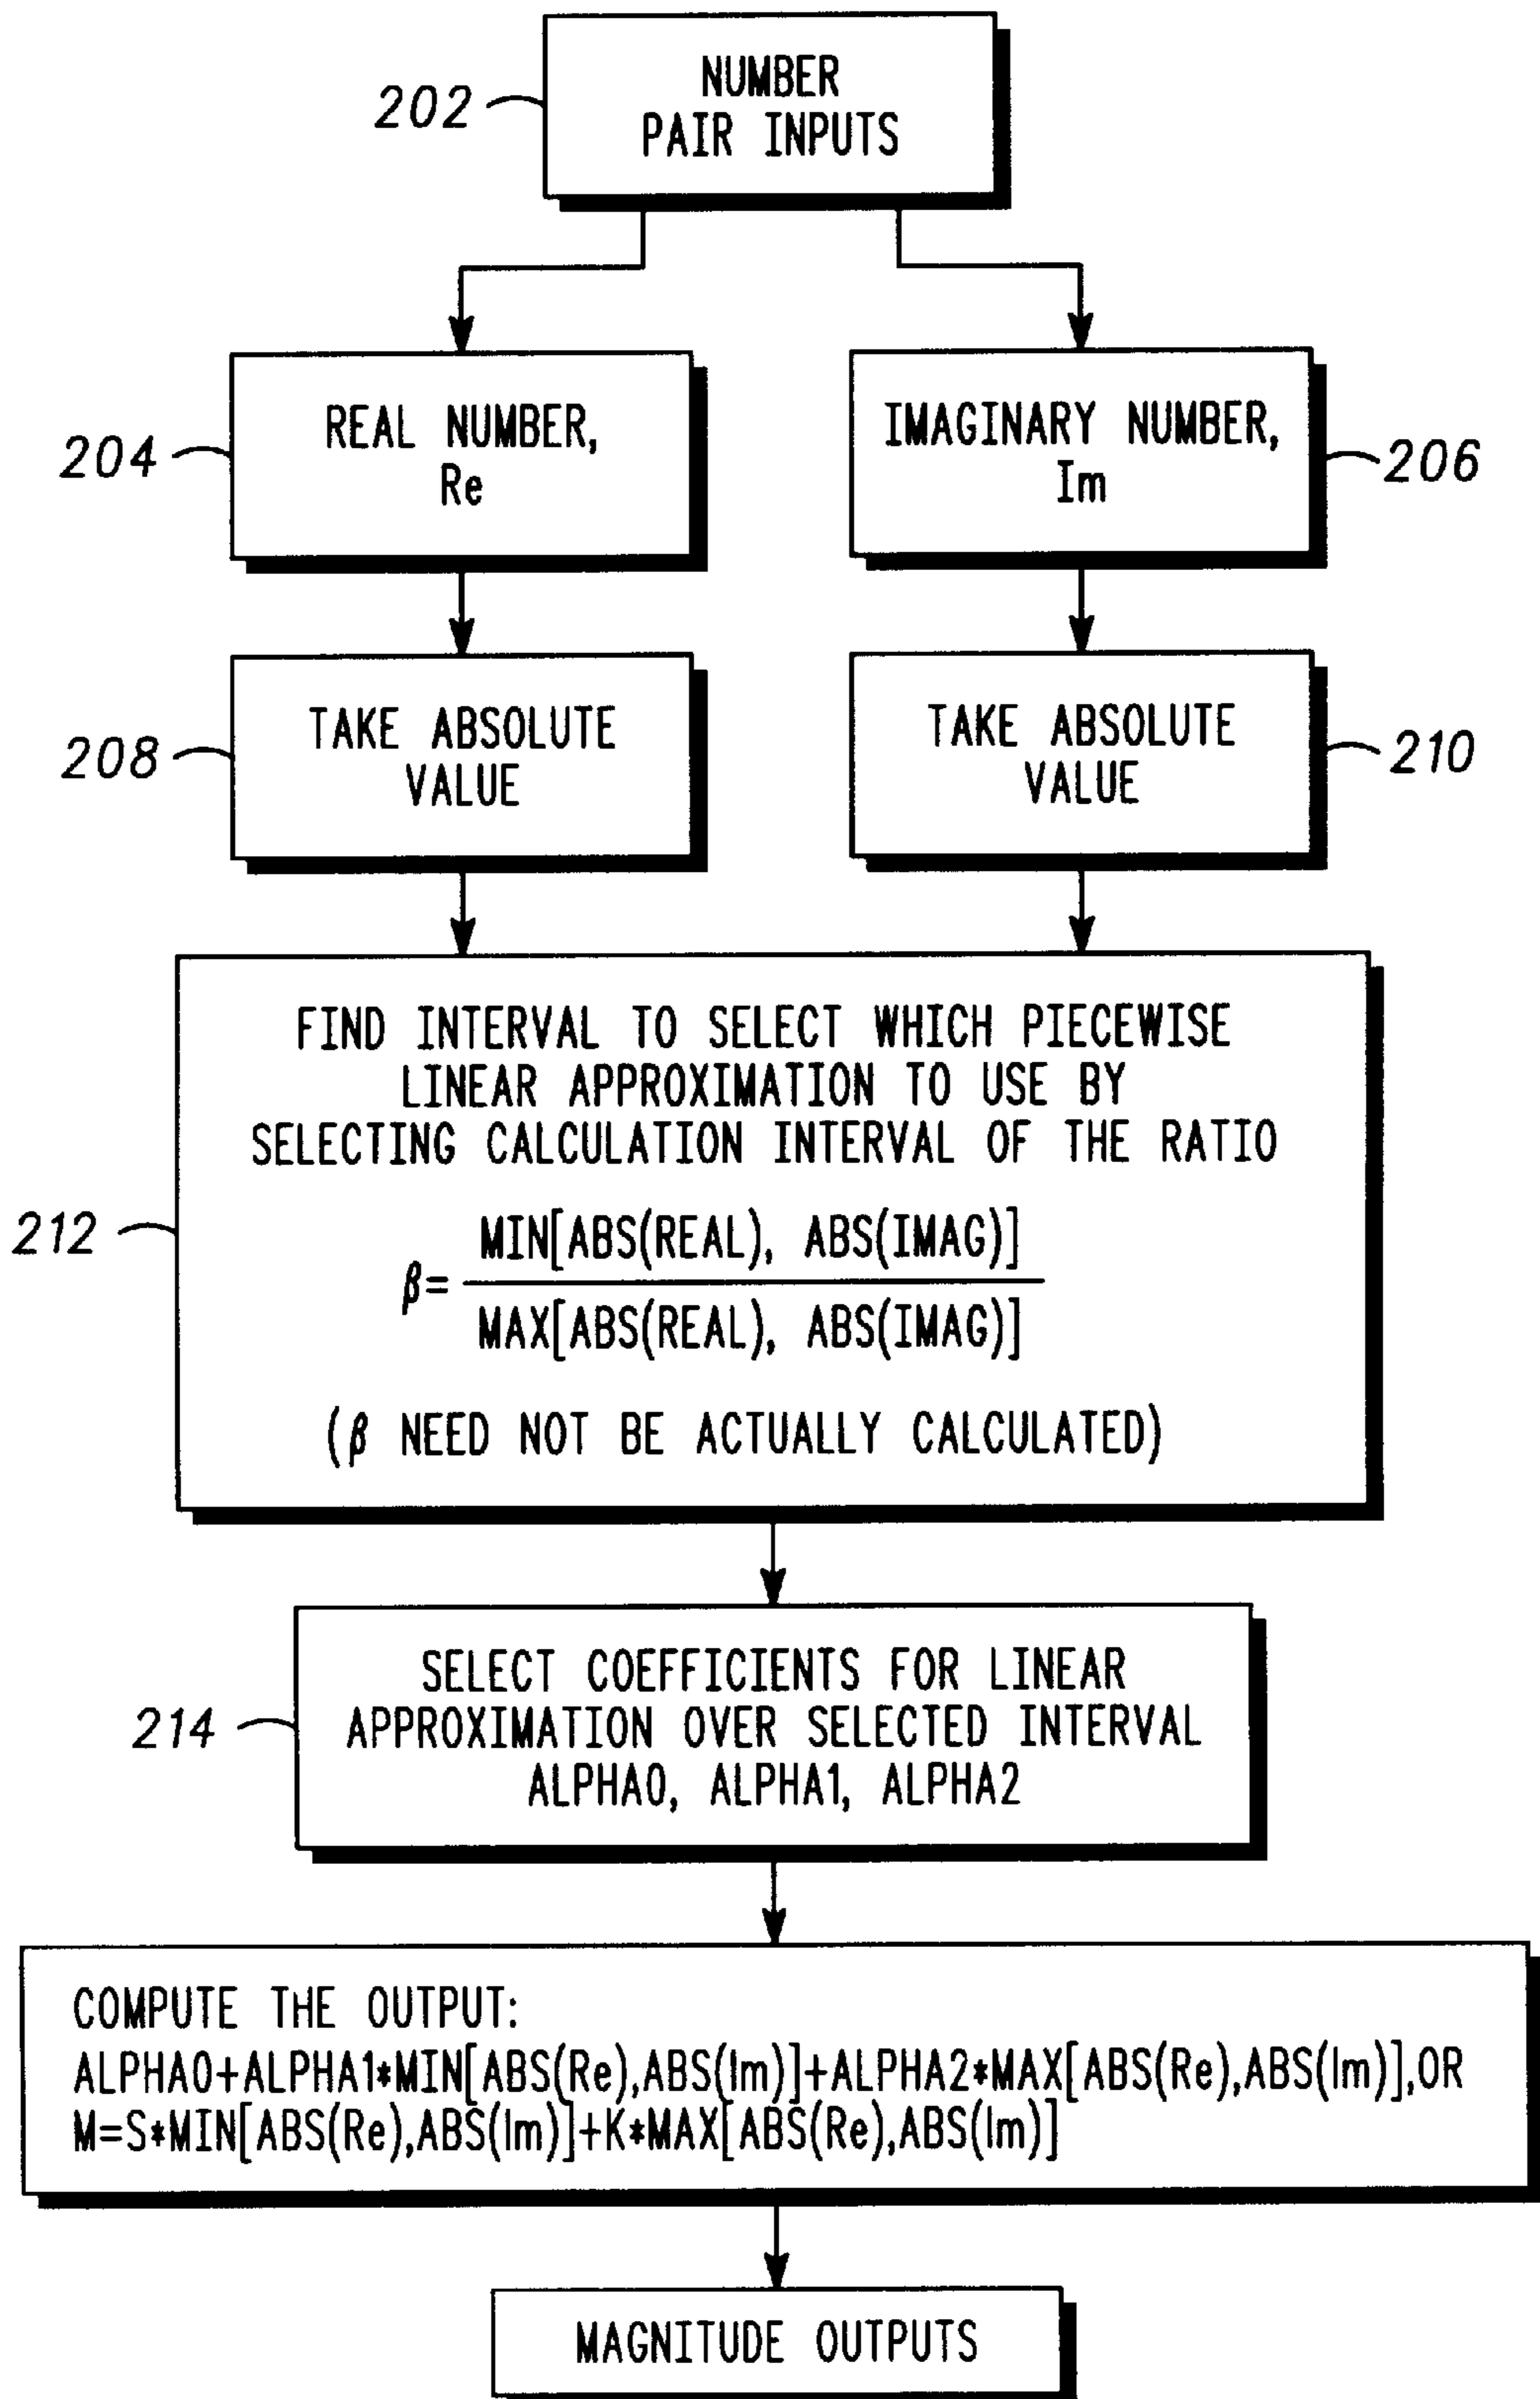 NUMBER
PAIR INPUTS
202
REAL NUMBER,
Re
204
IMAGINARY NUMBER,
Im
206
TAKE ABSOLUTE
VALUE
208
TAKE ABSOLUTE
VALUE
210
FIND INTERVAL TO SELECT WHICH PIECEWISE
LINEAR APPROXIMATION TO USE BY
SELECTING CALCULATION INTERVAL OF THE RATIO
212
β= MIN[ABS(REAL), ABS(IMAG)]
MAX[ABS(REAL), ABS(IMAG)]
(β NEED NOT BE ACTUALLY CALCULATED)
SELECT COEFFICIENTS FOR LINEAR
APPROXIMATION OVER SELECTED INTERVAL
ALPHA0, ALPHA1, ALPHA2
214
COMPUTE THE OUTPUT:
ALPHA0+ALPHA1*MIN[ABS(Re),ABS(Im)]+ALPHA2*MAX[ABS(Re),ABS(Im)],OR
M=S*MIN[ABS(Re),ABS(Im)]+K*MAX[ABS(Re),ABS(Im)]
MAGNITUDE OUTPUTS